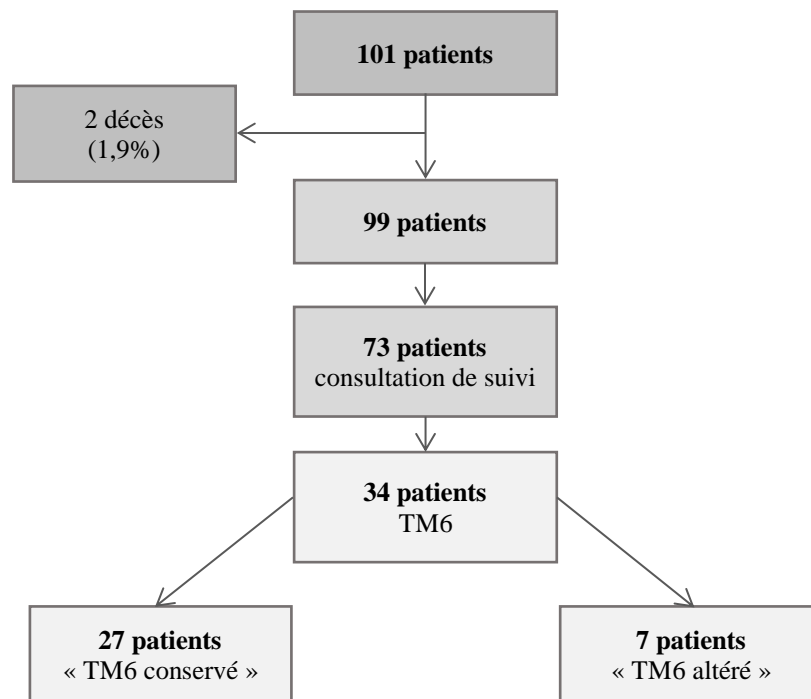 101 patients
2 décès
(1,9%)
99 patients
73 patients
consultation de suivi
34 patients
TM6
27 patients
« TM6 conservé »
7 patients
« TM6 altéré »